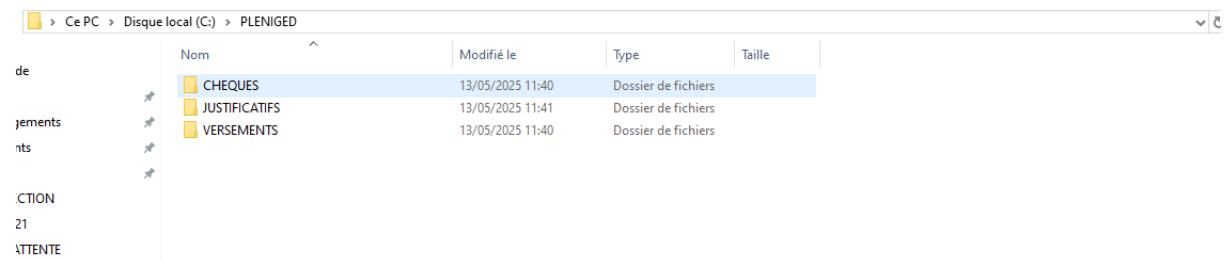 Ce PC > Disque local (C:) > PLENIGED
Nom Modifié le Type Taille
de
CHEQUES 13/05/2025 11:40 Dossier de fichiers
JUSTIFICATIFS 13/05/2025 11:41 Dossier de fichiers
gements
VERSEMENTS 13/05/2025 11:40 Dossier de fichiers
nts
CTION
21
ATTENTE